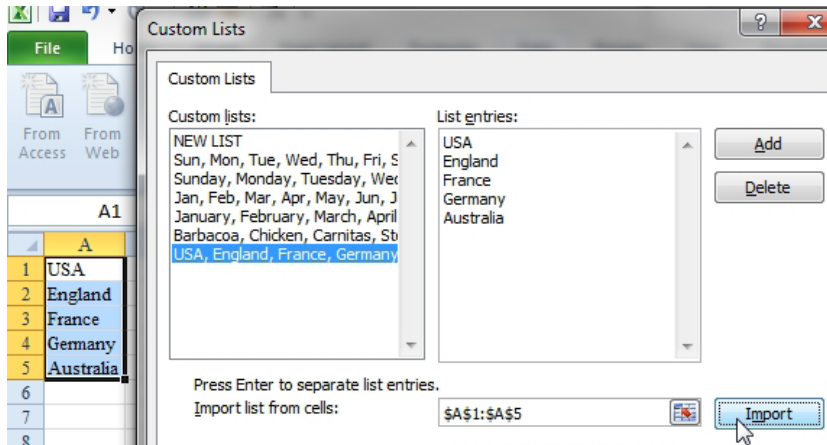 Custom Lists
File Ho
Custom Lists
From Access
From Web
Custom lists:
List entries:
NEW LIST
Sun, Mon, Tue, Wed, Thu, Fri, S
Sunday, Monday, Tuesday, Wed
Jan, Feb, Mar, Apr, May, Jun, J
January, February, March, April
Barbacoa, Chicken, Carnitas, St
USA, England, France, Germany
USA
England
France
Germany
Australia
Add
Delete
A1
A
1 USA
2 England
3 France
4 Germany
5 Australia
6
7
8
Press Enter to separate list entries.
Import list from cells:
$A$1:$A$5
Import